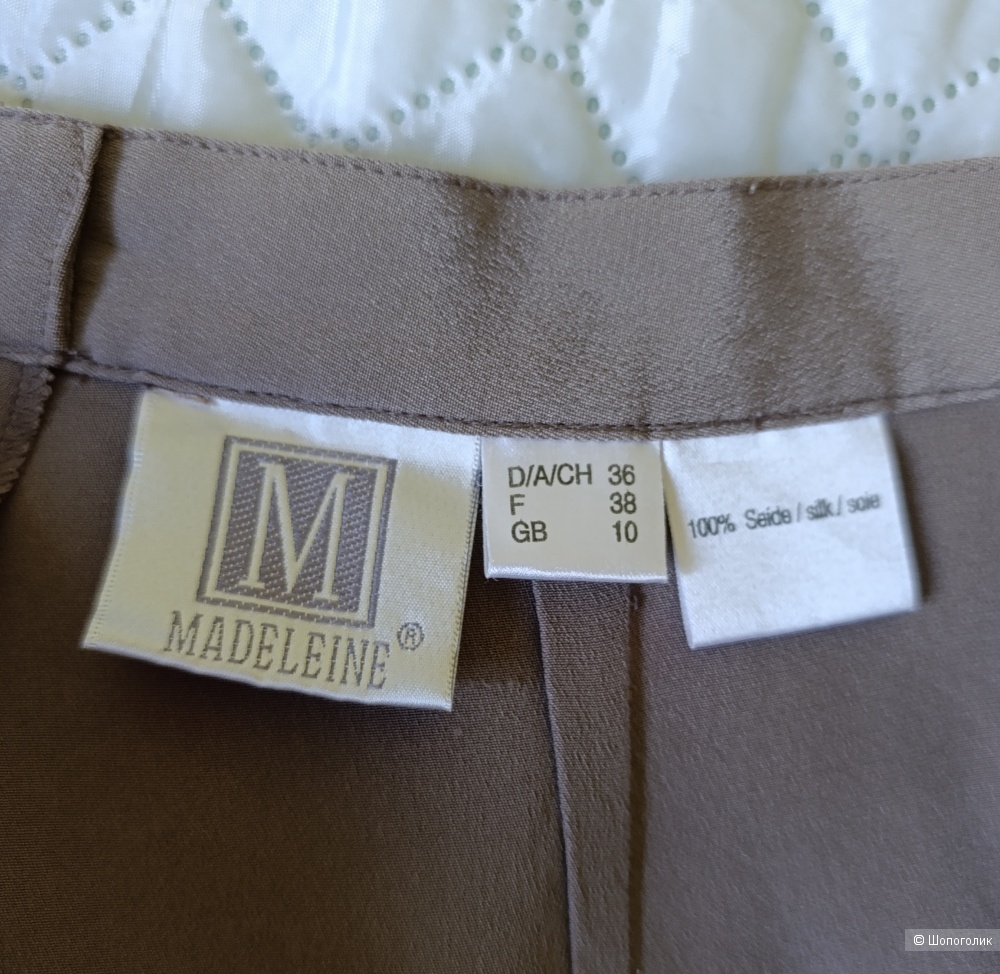 M
MADELEINE®
D/A/CH 36
F 38
GB 10
100% Seide / silk / soie
© Шопоголик